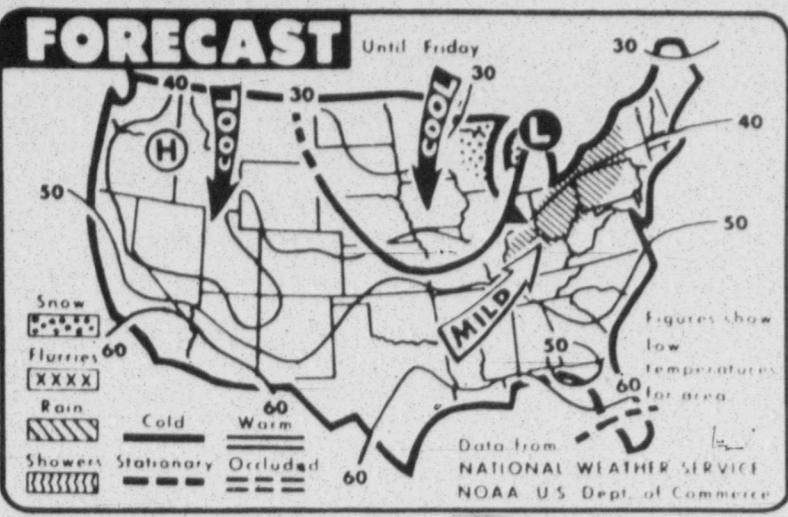 FORECAST
Until Friday
30
40
30
30
COOL
COOL
H
L
40
50
50
MILD
Snow
Flurries
XXXX
60
Rain
Showers
Cold
Warm
Stationary
Occluded
60
60
50
60
Figures show
low
temperatures
for area
Data from
NATIONAL WEATHER SERVICE
NOAA U S Dept. of Commerce